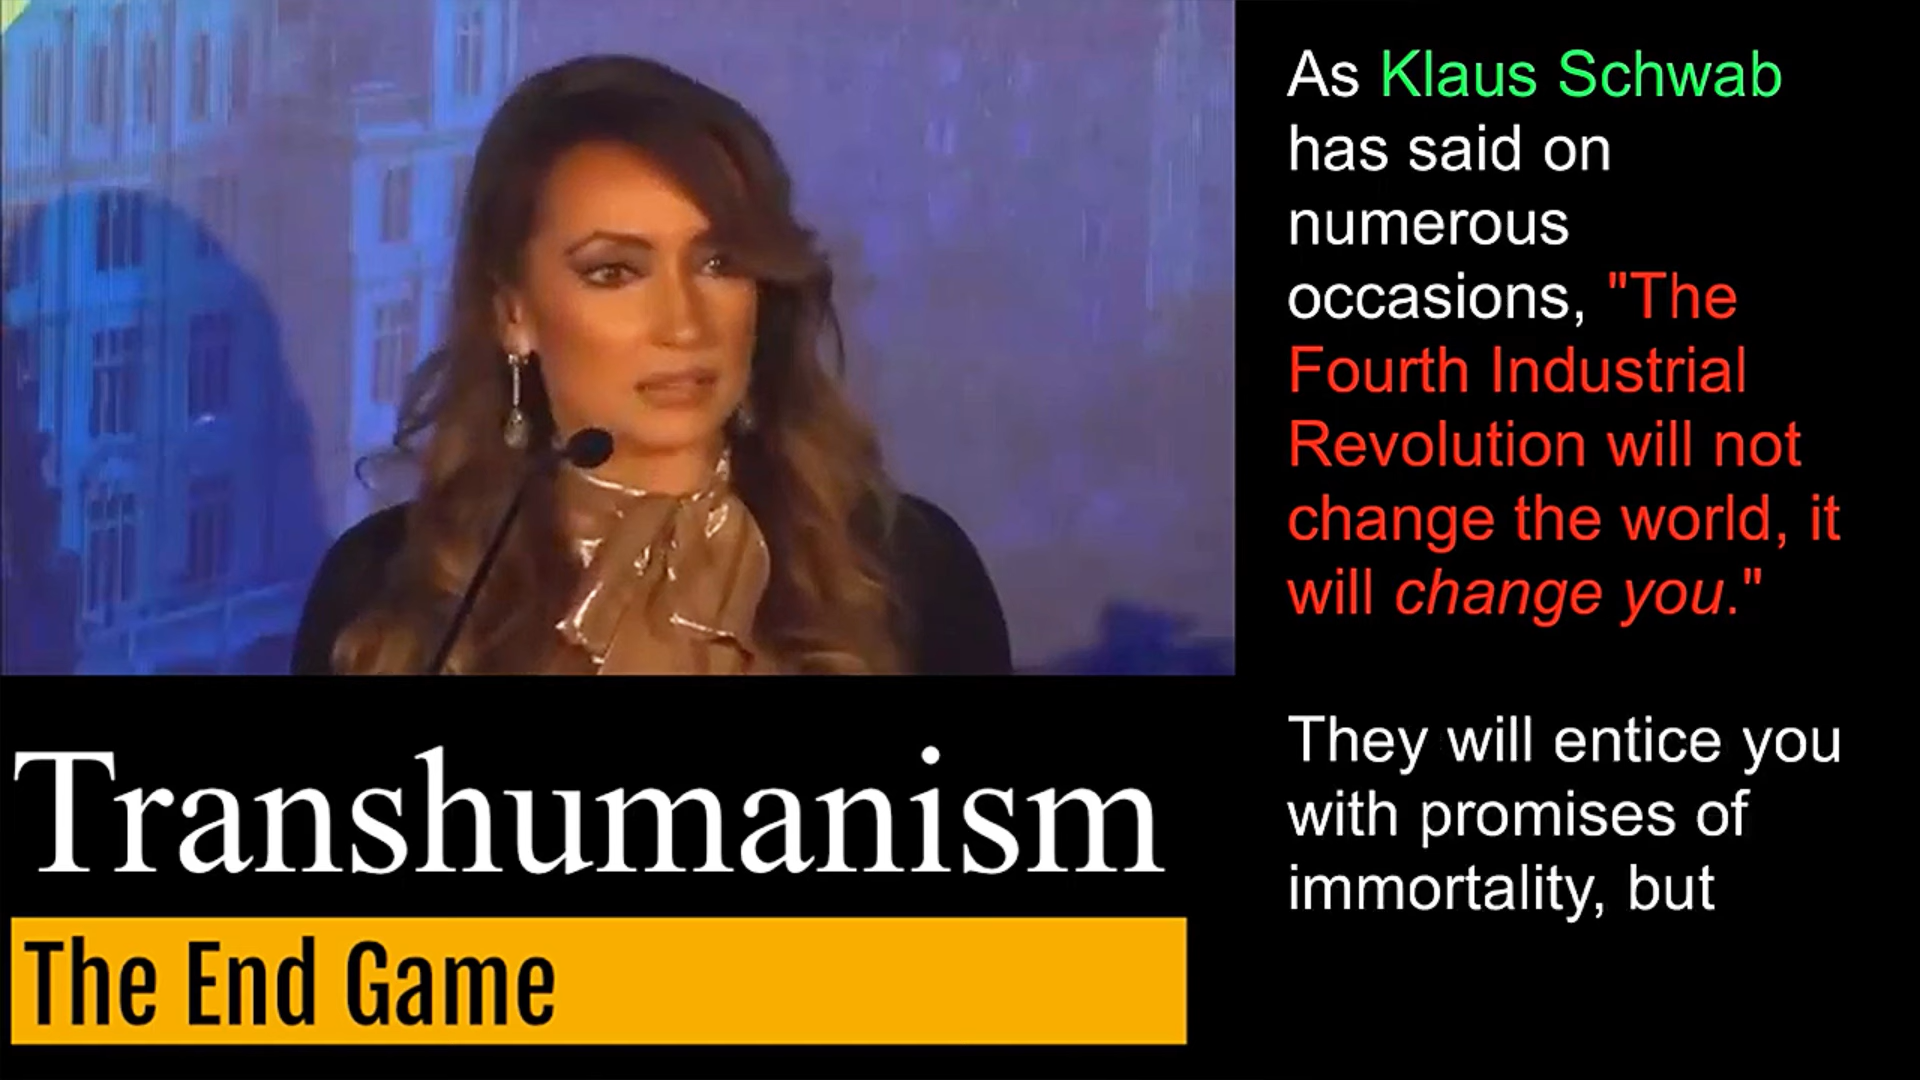 As Klaus Schwab
has said on
numerous
occasions, "The
Fourth Industrial
Revolution will not
change the world, it
will change you."
They will entice you
with promises of
immortality, but
Transhumanism
The End Game